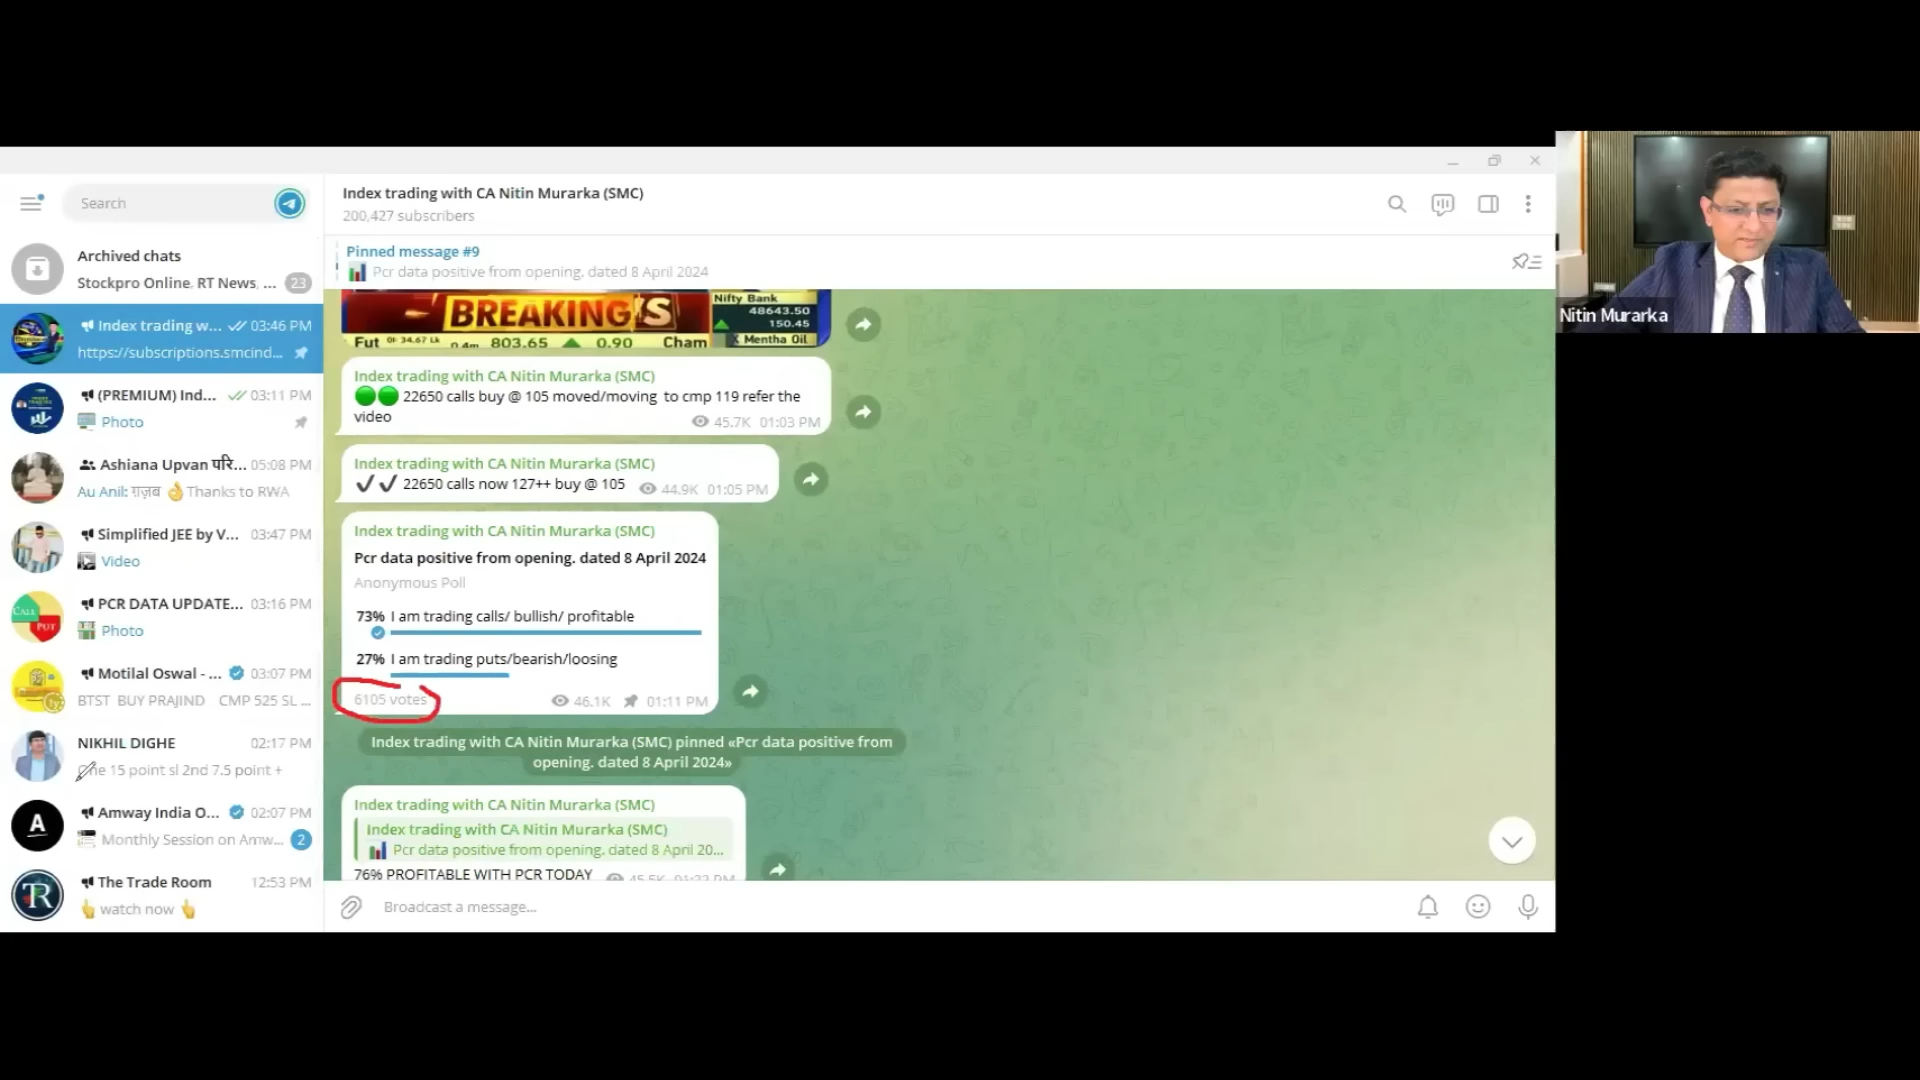 Search
Archived chats
Stockpro Online, RT News, ... 23
Index trading w... 03:46 PM
https://subscriptions.smcind...
(PREMIUM) Ind... 03:11 PM
Photo
Ashiana Upvan परि... 05:08 PM
Au Anil: ग़ज़ब 👌Thanks to RWA
Simplified JEE by V... 03:47 PM
Video
CALL
PUT
PCR DATA UPDATE... 03:16 PM
Photo
Motilal Oswal - ... 03:07 PM
BTST BUY PRAJIND CMP 525 SL ...
NIKHIL DIGHE 02:17 PM
One 15 point sl 2nd 7.5 point +
A
Amway India O... 02:07 PM
Monthly Session on Amw... 2
The Trade Room 12:53 PM
👆 watch now 👆
Index trading with CA Nitin Murarka (SMC)
200,427 subscribers
Pinned message #9
Pcr data positive from opening. dated 8 April 2024
BREAKING
Nifty Bank
48643.50
150.45
Fut 803.65 0.90 Cham
Mentha Oil
Index trading with CA Nitin Murarka (SMC)
🟢🟢 22650 calls buy @ 105 moved/moving to cmp 119 refer the
video 45.7K 01:03 PM
Index trading with CA Nitin Murarka (SMC)
✔✔ 22650 calls now 127++ buy @ 105 44.9K 01:05 PM
Index trading with CA Nitin Murarka (SMC)
Pcr data positive from opening. dated 8 April 2024
Anonymous Poll
73% I am trading calls/ bullish/ profitable
27% I am trading puts/bearish/loosing
6105 votes 46.1K 01:11 PM
Index trading with CA Nitin Murarka (SMC) pinned «Pcr data positive from
opening. dated 8 April 2024»
Index trading with CA Nitin Murarka (SMC)
Index trading with CA Nitin Murarka (SMC)
Pcr data positive from opening. dated 8 April 20...
76% PROFITABLE WITH PCR TODAY
Broadcast a message...
Nitin Murarka